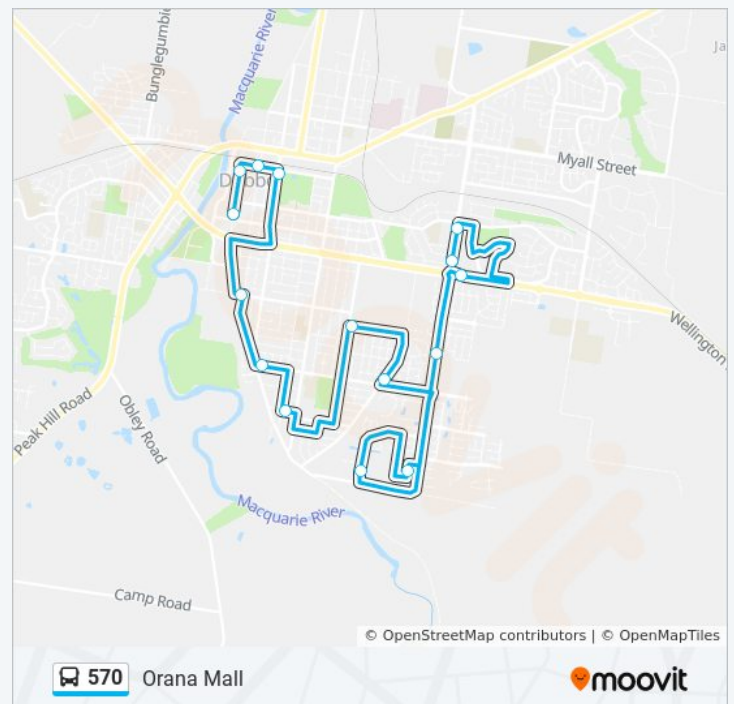 Bunglegumbie
Macquarie River
Ja
Myall Street
Dubbo
Wellington
Peak Hill Road
Obley Road
Macquarie River
Camp Road
© OpenStreetMap contributors | © OpenMapTiles
570 Orana Mall
moovit